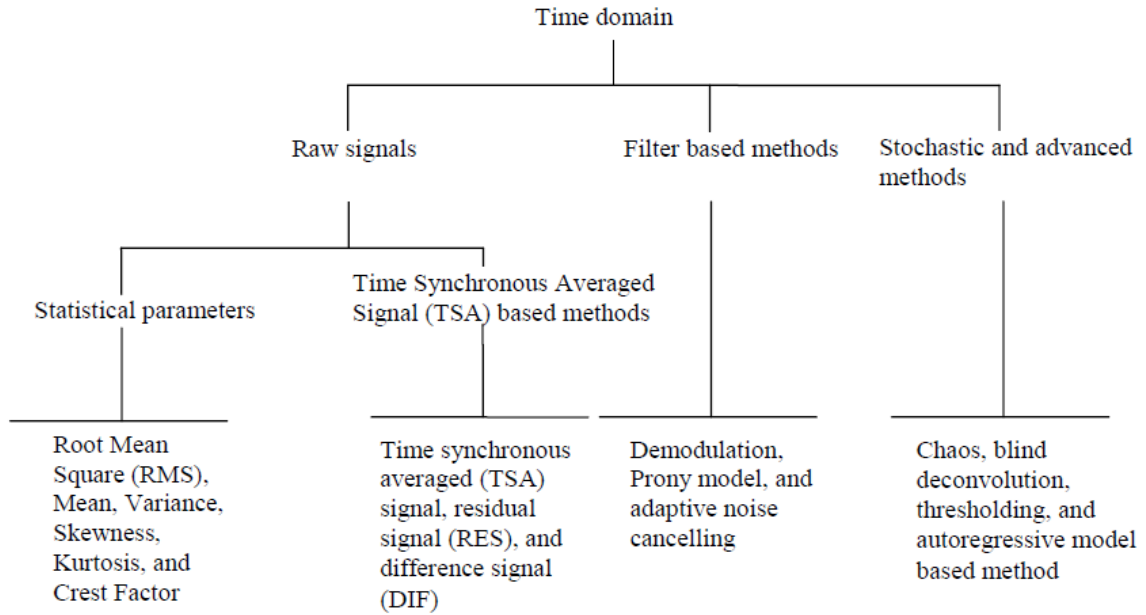 Time domain
Raw signals
Filter based methods
Stochastic and advanced
methods
Statistical parameters
Time Synchronous Averaged
Signal (TSA) based methods
Root Mean
Square (RMS),
Mean, Variance,
Skewness,
Kurtosis, and
Crest Factor
Time synchronous
averaged (TSA)
signal, residual
signal (RES), and
difference signal
(DIF)
Demodulation,
Prony model, and
adaptive noise
cancelling
Chaos, blind
deconvolution,
thresholding, and
autoregressive model
based method